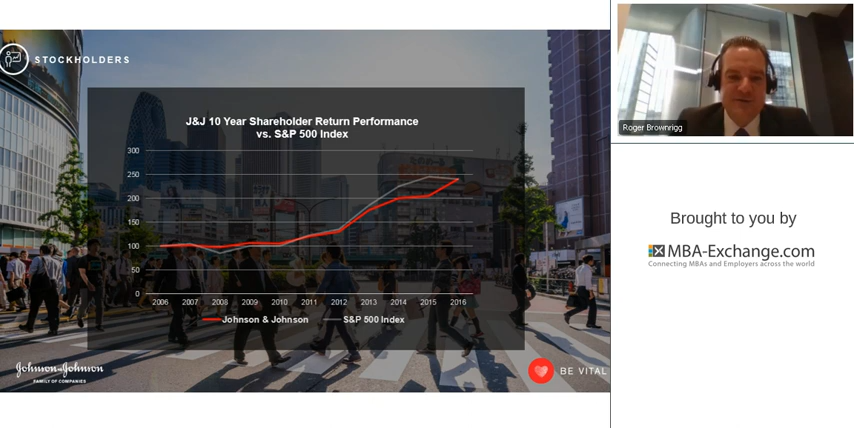 STOCKHOLDERS
J&J 10 Year Shareholder Return Performance
vs. S&P 500 Index
300
250
200
150
100
50
0
2006 2007 2008 2009 2010 2011 2012 2013 2014 2015 2016
Johnson & Johnson S&P 500 Index
Johnson & Johnson
FAMILY OF COMPANIES
BE VITAL
Roger Brownrigg
Brought to you by
MBA-Exchange.com
Connecting MBAs and Employers across the world